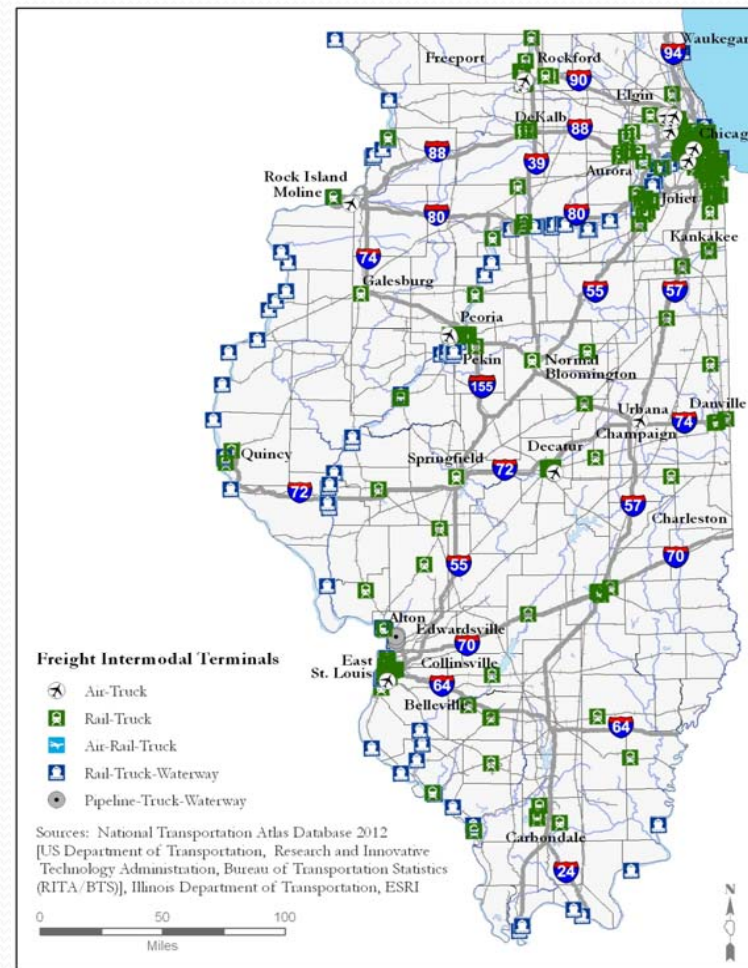 Waukegan
94
Freeport
Rockford
90
Elgin
DeKalb
88
Chicag
88
39
Aurora
Rock Island
Moline
80
80
Joliet
Kankakee
74
Galesburg
55
57
Peoria
Pekin
Normal
Bloomington
155
Urbana
Danville
74
Champaign
Quincy
Springfield
72
Decatur
72
57
Charleston
70
55
Alton
Edwardsville
70
East
St. Louis
Collinsville
64
Belleville
64
Carbondale
24
Freight Intermodal Terminals
Air-Truck
Rail-Truck
Air-Rail-Truck
Rail-Truck-Waterway
Pipeline-Truck-Waterway
Sources: National Transportation Atlas Database 2012
[US Department of Transportation, Research and Innovative
Technology Administration, Bureau of Transportation Statistics
(RITA/BTS)], Illinois Department of Transportation, ESRI
0 50 100
Miles
N